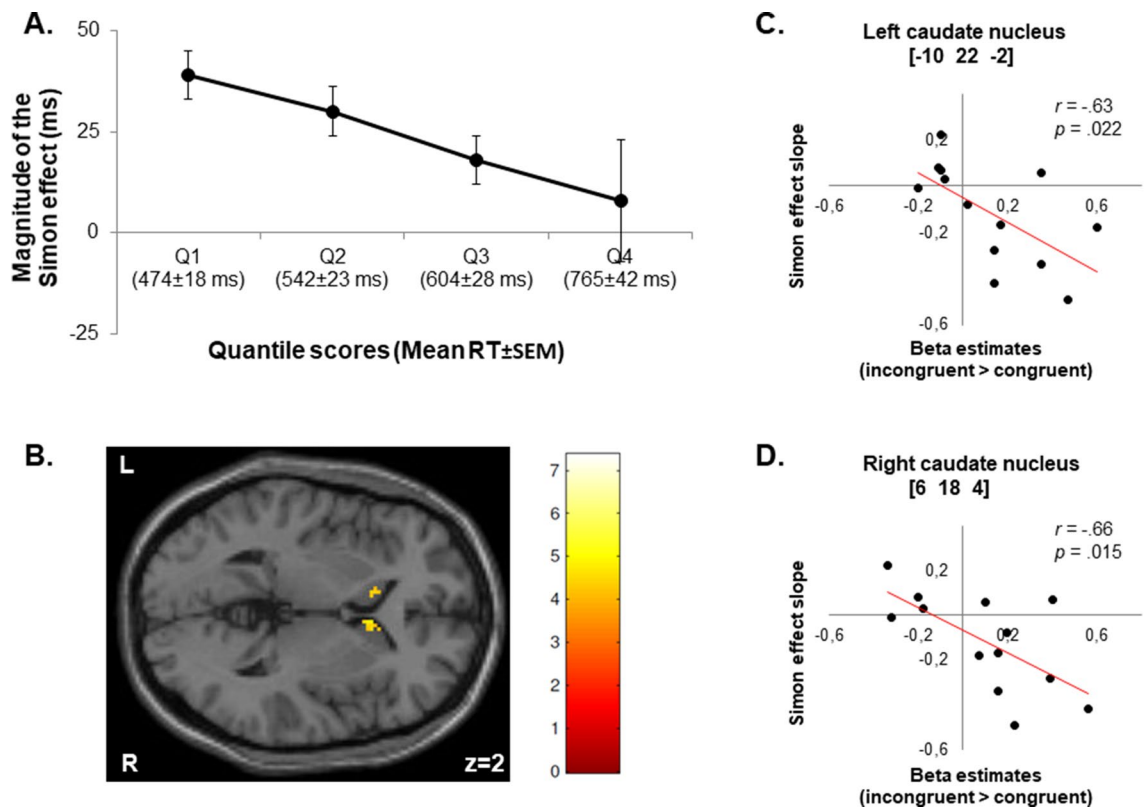 A.
50
25
0
-25
Magnitude of the
Simon effect (ms)
Q1
(474±18 ms)
Q2
(542±23 ms)
Q3
(604±28 ms)
Q4
(765±42 ms)
Quantile scores (Mean RT±SEM)
B.
L
R
z=2
7
6
5
4
3
2
1
0
C.
Left caudate nucleus
[-10 22 -2]
r = -.63
p = .022
Simon effect slope
0,2
-0,6
-0,2
0,2
0,6
-0,2
-0,6
Beta estimates
(incongruent > congruent)
D.
Right caudate nucleus
[6 18 4]
r = -.66
p = .015
Simon effect slope
0,2
-0,6
-0,2
0,2
0,6
-0,2
-0,6
Beta estimates
(incongruent > congruent)